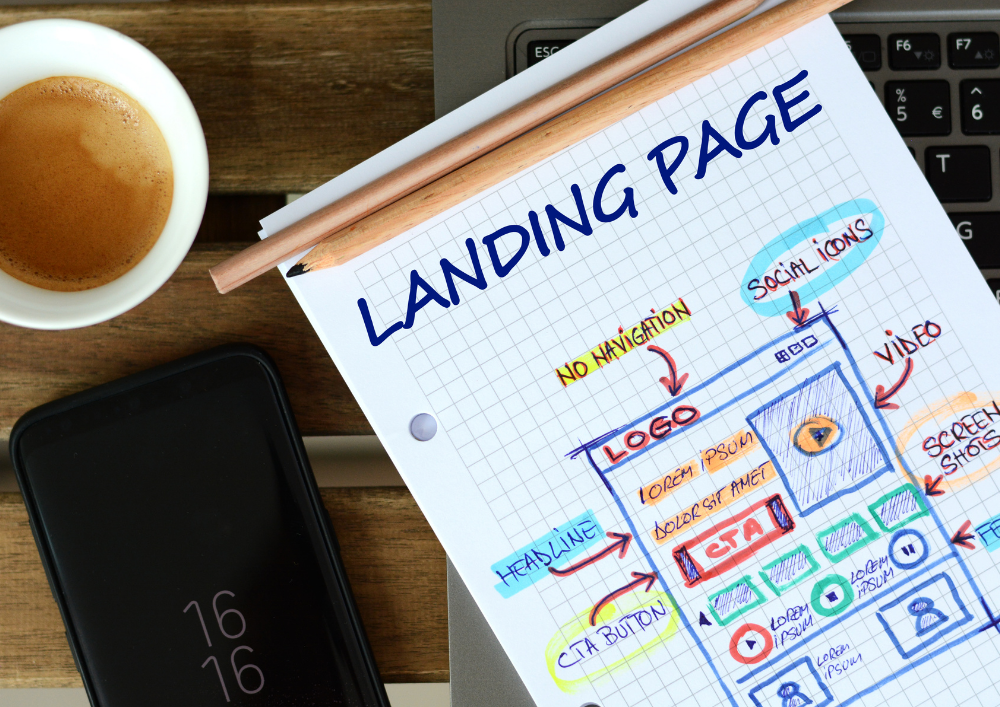 ESC
F6
F7
%
5 €
^
6
T
G
LANDING PAGE
SOCIAL ICONS
NO NAVIGATION
VIDEO
LOGO
SCREEN
SHOTS
LOREM IPSUM
DOLOR SIT AMET
HEADLINE
CTA
FE
CTA BUTTON
LOREM
IPSUM
LOREM
IPSUM
LOREM
IPSUM
16
16